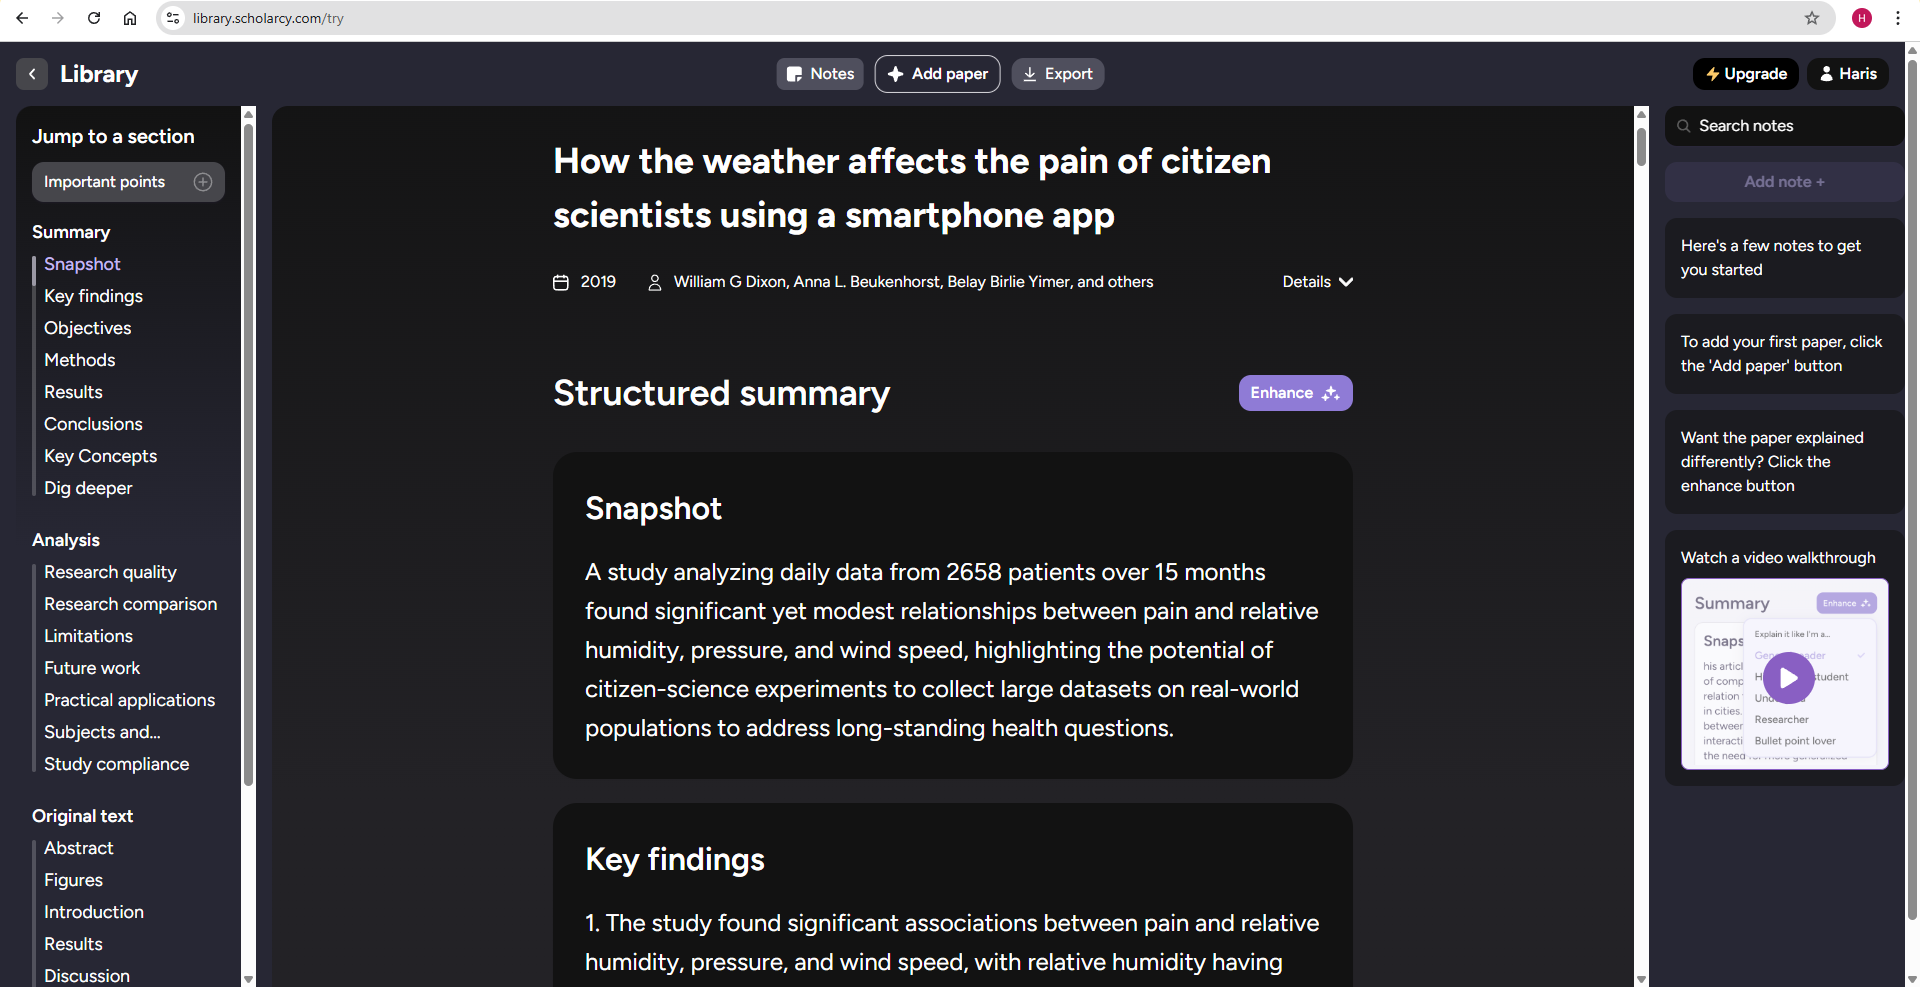 library.scholarcy.com/try
H
Library
Notes
Add paper
Export
Upgrade
Haris
Jump to a section
Important points
Summary
Snapshot
Key findings
Objectives
Methods
Results
Conclusions
Key Concepts
Dig deeper
Analysis
Research quality
Research comparison
Limitations
Future work
Practical applications
Subjects and...
Study compliance
Original text
Abstract
Figures
Introduction
Results
Discussion
How the weather affects the pain of citizen
scientists using a smartphone app
2019
William G Dixon, Anna L. Beukenhorst, Belay Birlie Yimer, and others
Details
Structured summary
Enhance
Snapshot
A study analyzing daily data from 2658 patients over 15 months
found significant yet modest relationships between pain and relative
humidity, pressure, and wind speed, highlighting the potential of
citizen-science experiments to collect large datasets on real-world
populations to address long-standing health questions.
Key findings
1. The study found significant associations between pain and relative
humidity, pressure, and wind speed, with relative humidity having
Search notes
Add note +
Here's a few notes to get
you started
To add your first paper, click
the 'Add paper' button
Want the paper explained
differently? Click the
enhance button
Watch a video walkthrough
Summary
Enhance
Explain it like I'm a...
Snaps
his articl
of comp
relation
student
in cities.
Researcher
between
interacti
Bullet point lover
the need for more generalized